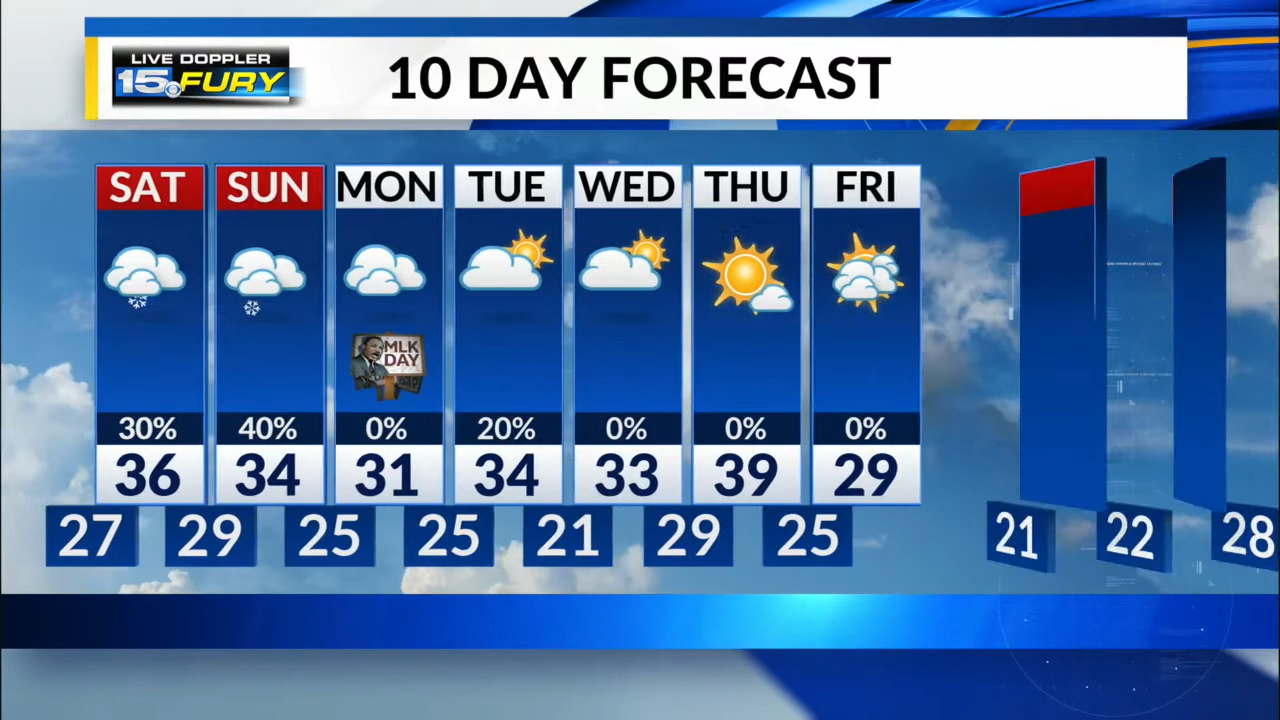 LIVE DOPPLER
15 FURY
10 DAY FORECAST
SAT SUN MON TUE WED THU FRI
MLK
DAY
30% 40% 0% 20% 0% 0% 0%
36 34 31 34 33 39 29
27 29 25 25 21 29 25 21 22 28